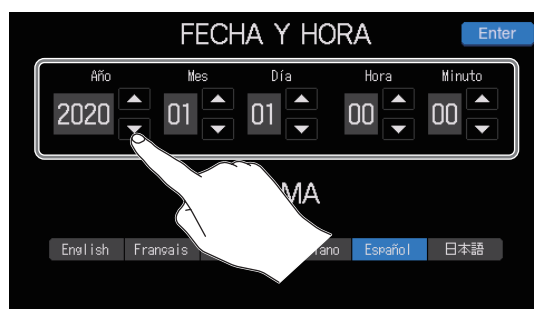 FECHA Y HORA Enter
Año Mes Día Hora Minuto
2020 01 01 00 00
MA
English Français ano Español 日本語